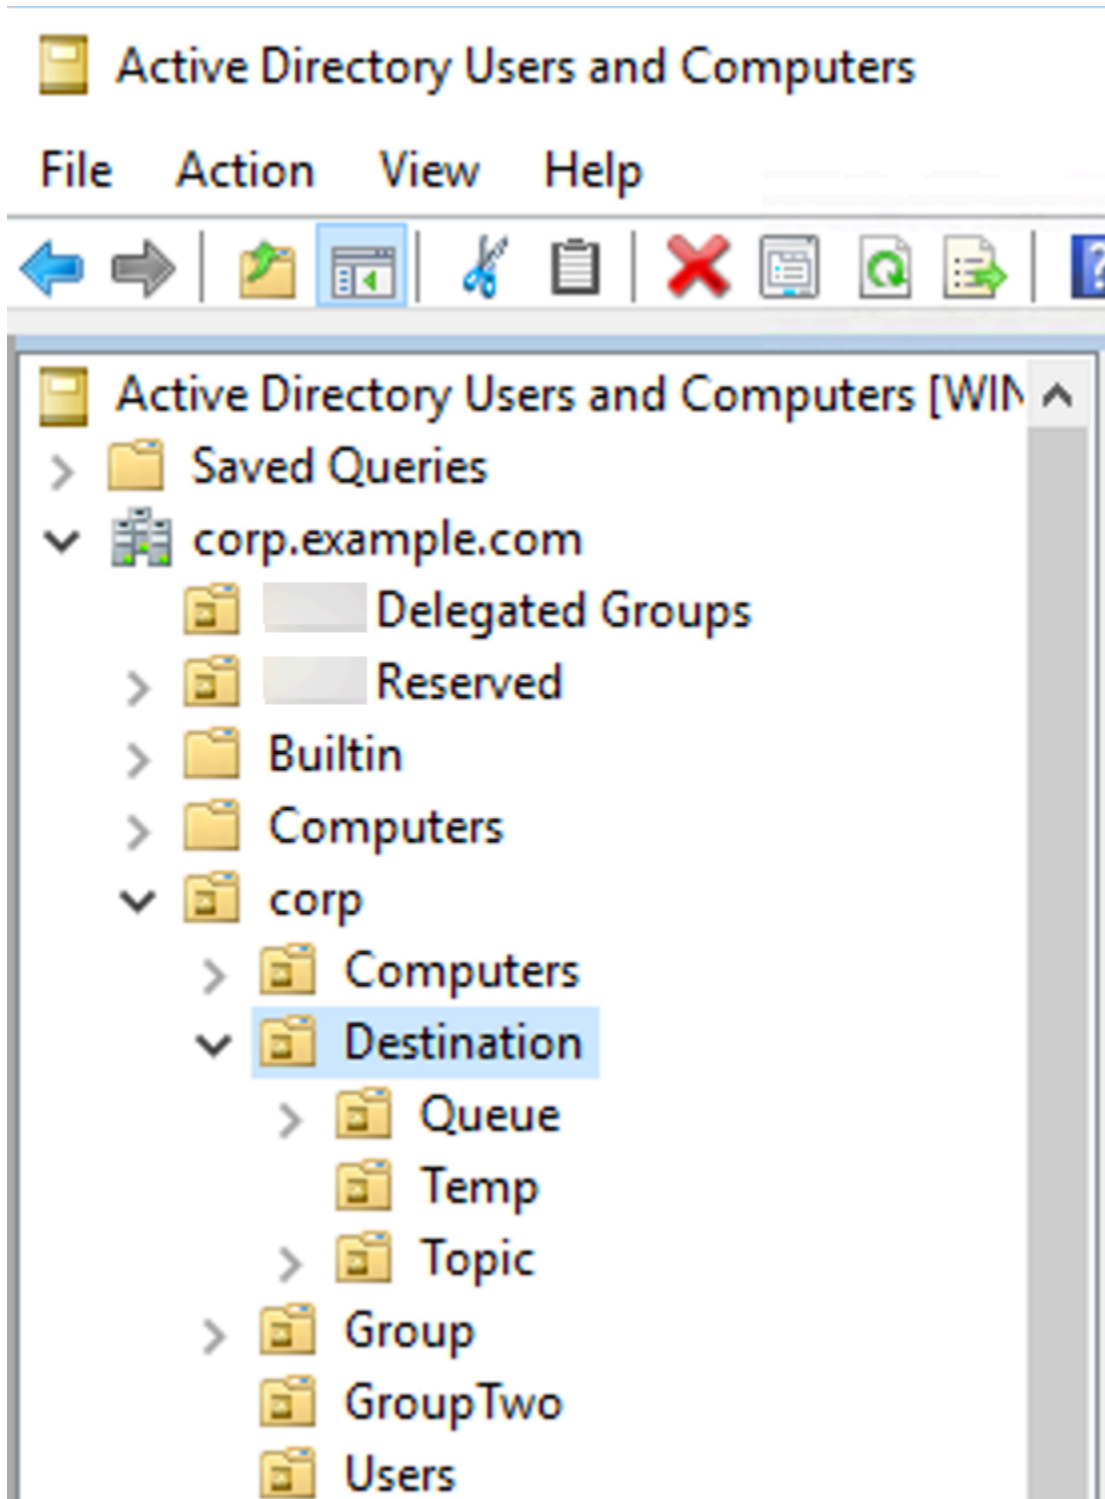 Active Directory Users and Computers
File Action View Help
Active Directory Users and Computers [WIN
Saved Queries
corp.example.com
Delegated Groups
Reserved
Builtin
Computers
corp
Computers
Destination
Queue
Temp
Topic
Group
GroupTwo
Users